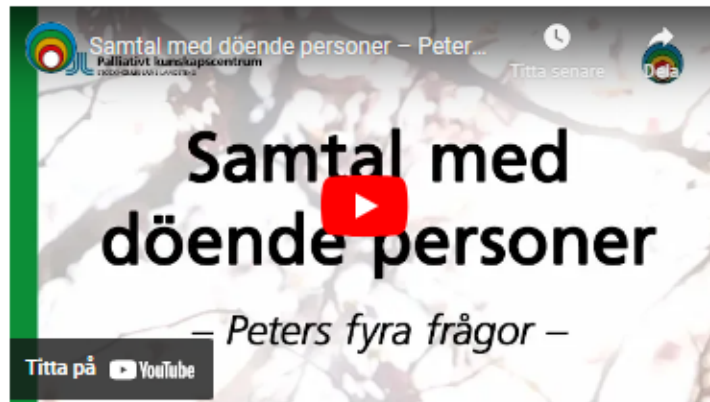 Samtal med döende personer – Peter...
Palliativt kunskapscentrum
Titta senare
Dela
Samtal med
döende personer
– Peters fyra frågor –
Titta på YouTube